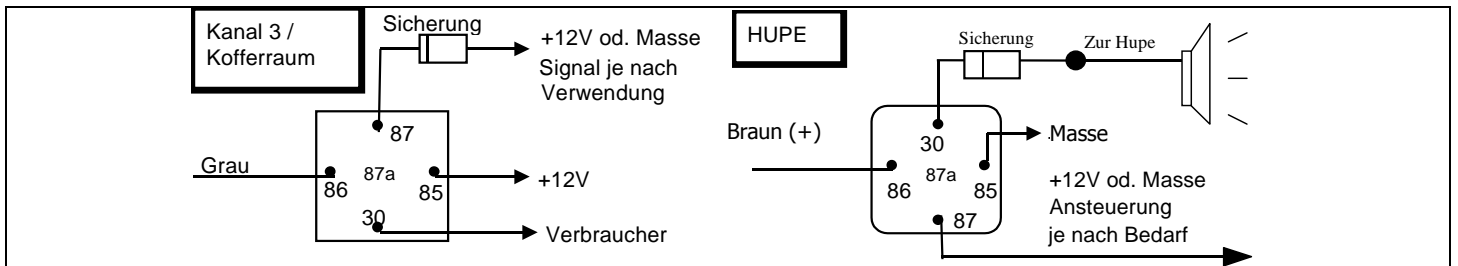 Kanal 3 /
Kofferraum
Sicherung
+12V od. Masse
Signal je nach
Verwendung
87
Grau
86
87a
85
+12V
30
Verbraucher
HUPE
Sicherung
Zur Hupe
Braun (+)
30
Masse
86
87a
85
87
+12V od. Masse
Ansteuerung
je nach Bedarf